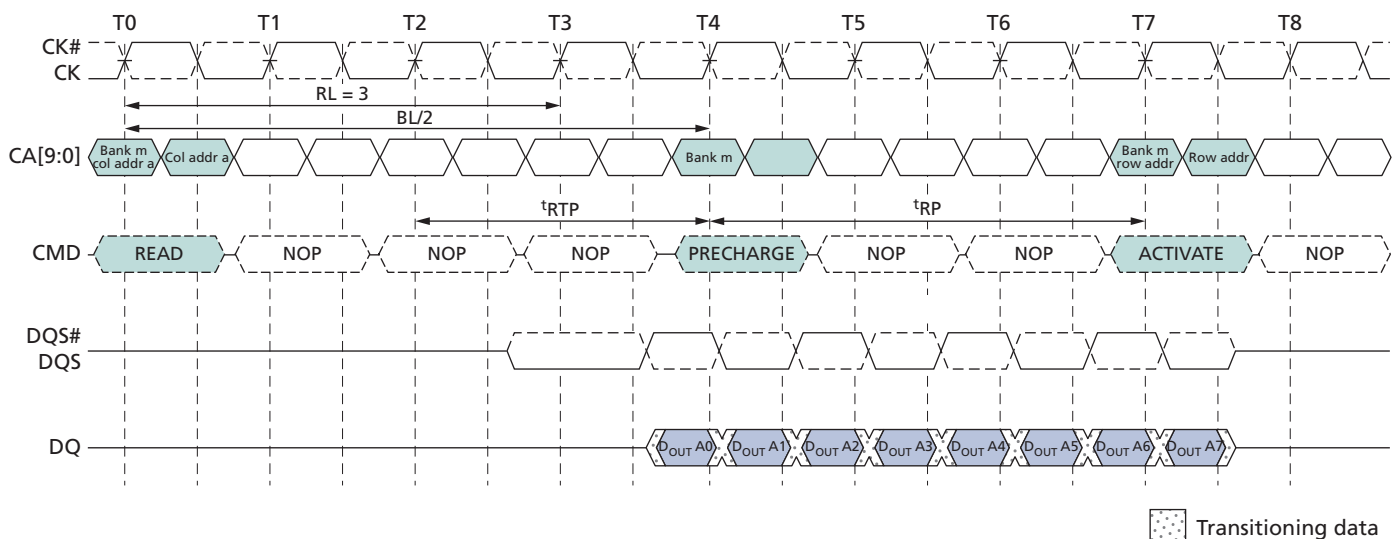 T0 T1 T2 T3 T4 T5 T6 T7 T8
CK#
CK
RL = 3
BL/2
CA[9:0]
Bank m
col addr a
Col addr a
Bank m
Bank m
row addr
Row addr
tRTP
tRP
CMD
READ NOP NOP NOP PRECHARGE NOP NOP ACTIVATE NOP
DQS#
DQS
DQ
DOUT A0 DOUT A1 DOUT A2 DOUT A3 DOUT A4 DOUT A5 DOUT A6 DOUT A7
Transitioning data